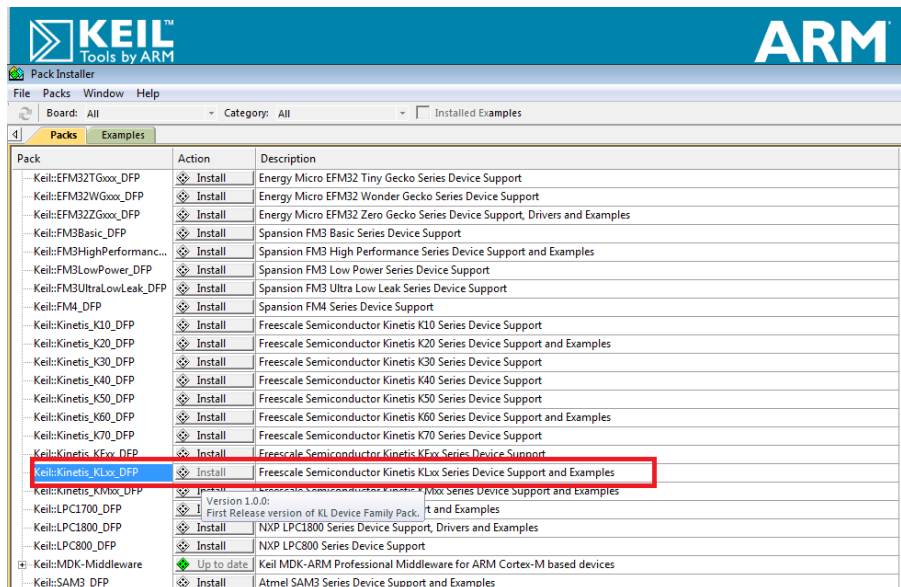 KEIL™ ARM®
Tools by ARM
Pack Installer
File Packs Window Help
Board: All Category: All Installed Examples
Packs Examples
Pack Action Description
Keil::EFM32TGxxx_DFP Install Energy Micro EFM32 Tiny Gecko Series Device Support
Keil::EFM32WGxxx_DFP Install Energy Micro EFM32 Wonder Gecko Series Device Support
Keil::EFM32ZGxxx_DFP Install Energy Micro EFM32 Zero Gecko Series Device Support, Drivers and Examples
Keil::FM3Basic_DFP Install Spansion FM3 Basic Series Device Support
Keil::FM3HighPerformanc... Install Spansion FM3 High Performance Series Device Support and Examples
Keil::FM3LowPower_DFP Install Spansion FM3 Low Power Series Device Support
Keil::FM3UltraLowLeak_DFP Install Spansion FM3 Ultra Low Leak Series Device Support
Keil::FM4_DFP Install Spansion FM4 Series Device Support
Keil::Kinetis_K10_DFP Install Freescale Semiconductor Kinetis K10 Series Device Support
Keil::Kinetis_K20_DFP Install Freescale Semiconductor Kinetis K20 Series Device Support and Examples
Keil::Kinetis_K30_DFP Install Freescale Semiconductor Kinetis K30 Series Device Support
Keil::Kinetis_K40_DFP Install Freescale Semiconductor Kinetis K40 Series Device Support
Keil::Kinetis_K50_DFP Install Freescale Semiconductor Kinetis K50 Series Device Support
Keil::Kinetis_K60_DFP Install Freescale Semiconductor Kinetis K60 Series Device Support and Examples
Keil::Kinetis_K70_DFP Install Freescale Semiconductor Kinetis K70 Series Device Support
Keil::Kinetis_KExx_DFP Install Freescale Semiconductor Kinetis KExx Series Device Support
Keil::Kinetis_KLxx_DFP Install Freescale Semiconductor Kinetis KLxx Series Device Support and Examples
Keil::Kinetis_KMxx_DFP Install Freescale Semiconductor Kinetis KMxx Series Device Support and Examples
Version 1.0.0:
Keil::LPC1700_DFP First Release version of KL Device Family Pack. and Examples
Keil::LPC1800_DFP Install NXP LPC1800 Series Device Support, Drivers and Examples
Keil::LPC800_DFP Install NXP LPC800 Series Device Support
Keil::MDK-Middleware Up to date Keil MDK-ARM Professional Middleware for ARM Cortex-M based devices
Keil::SAM3_DFP Install Atmel SAM3 Series Device Support and Examples